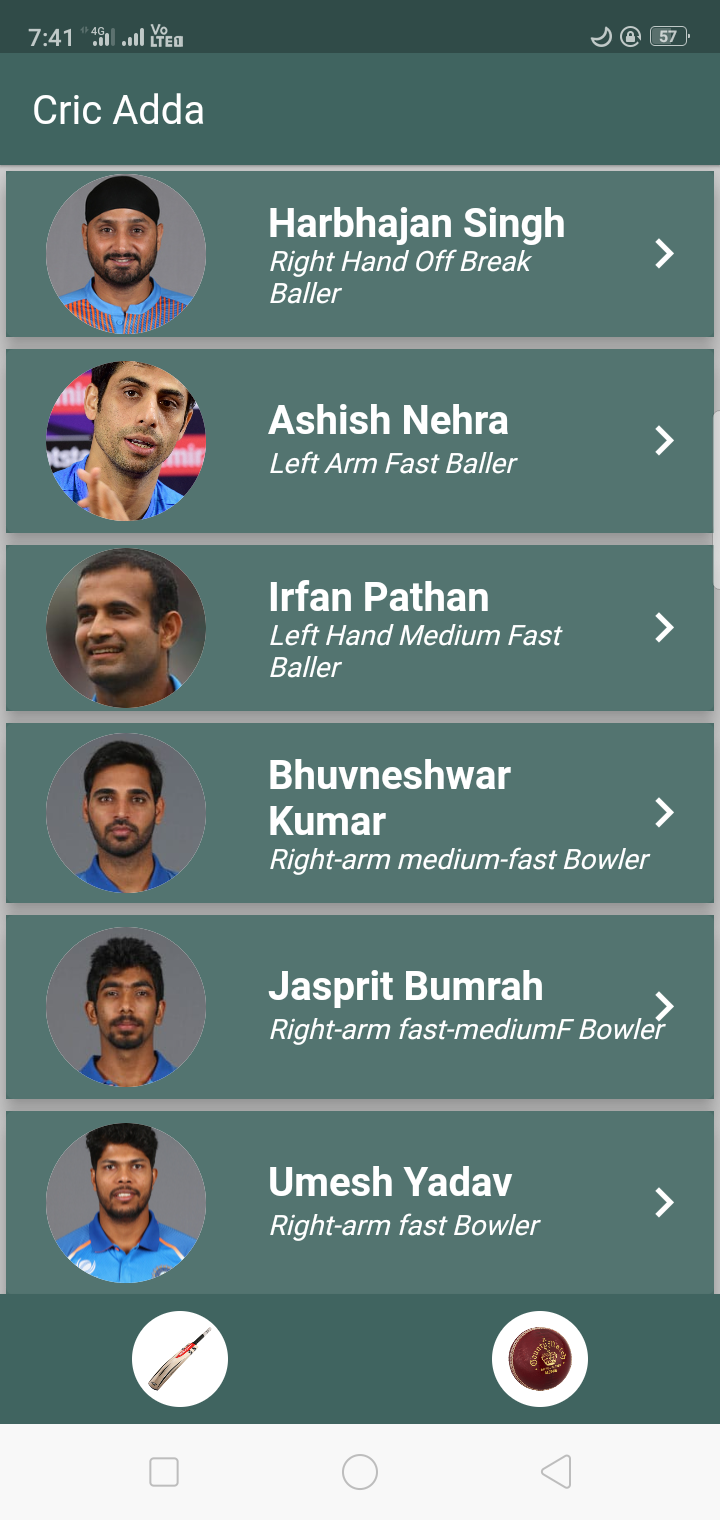 7:41 4G Vo LTE 57
Cric Adda
Harbhajan Singh
Right Hand Off Break
Baller
Ashish Nehra
Left Arm Fast Baller
Irfan Pathan
Left Hand Medium Fast
Baller
Bhuvneshwar
Kumar
Right-arm medium-fast Bowler
Jasprit Bumrah
Right-arm fast-mediumF Bowler
Umesh Yadav
Right-arm fast Bowler